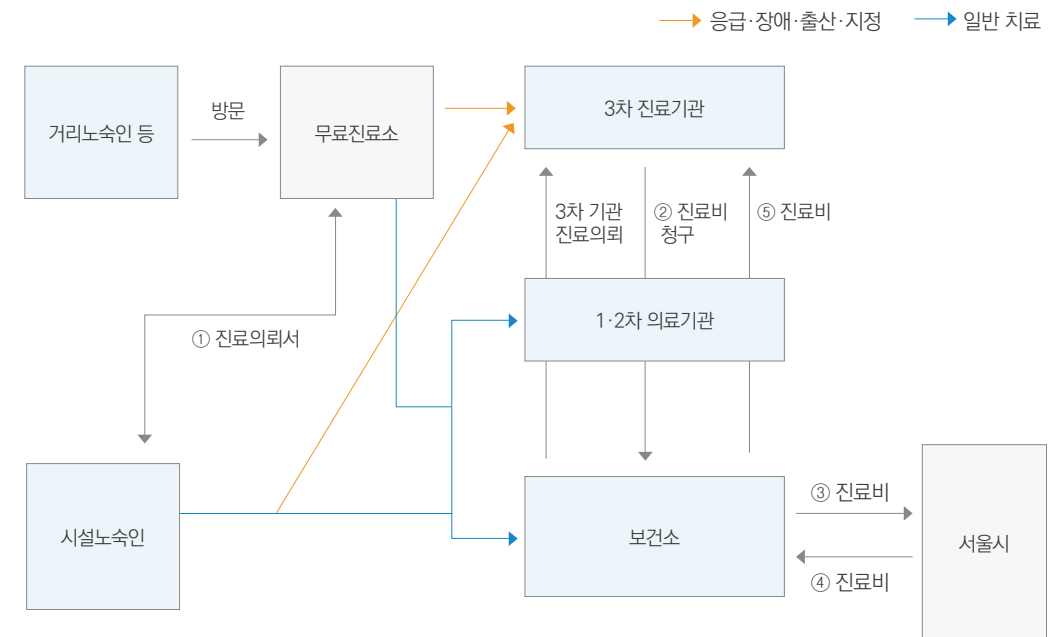 응급·장애·출산·지정
일반 치료
거리노숙인 등
방문
무료진료소
3차 진료기관
3차 기관
진료의뢰
② 진료비
청구
⑤ 진료비
1·2차 의료기관
① 진료의뢰서
시설노숙인
보건소
③ 진료비
④ 진료비
서울시